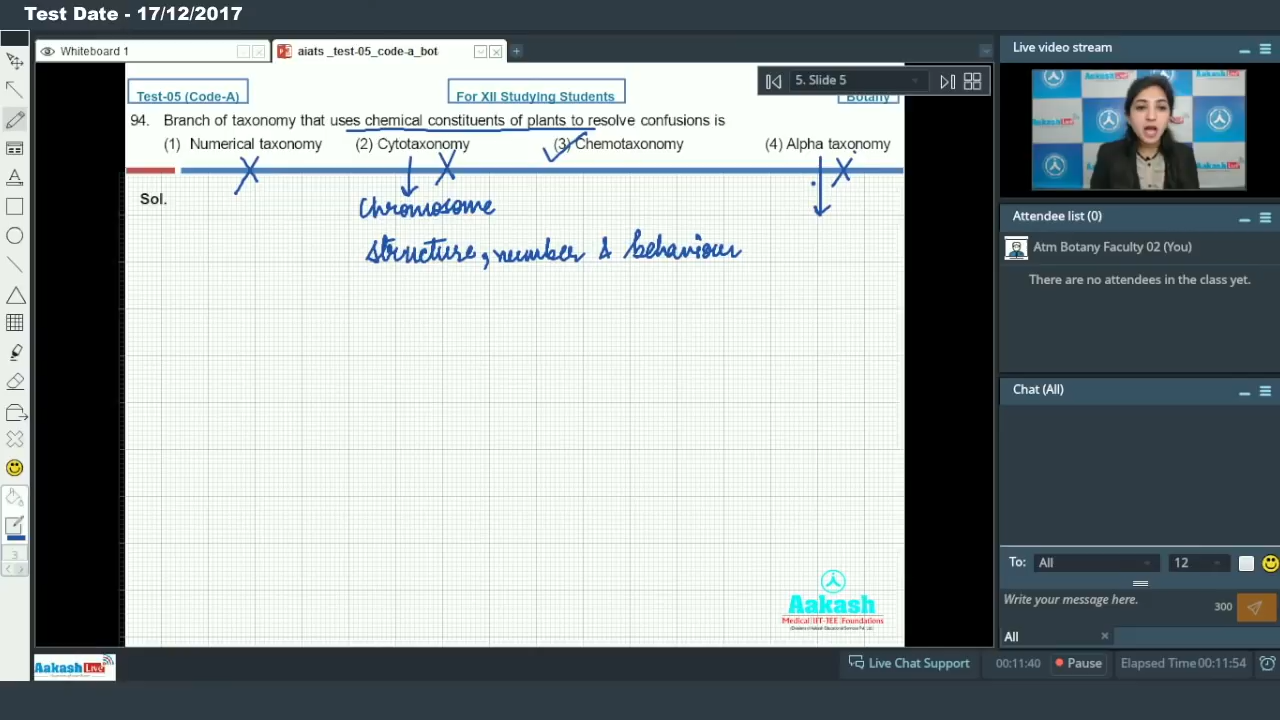 Test Date - 17/12/2017
Whiteboard 1
aiats _test-05_code-a_bot
Live video stream
5. Slide 5
Test-05 (Code-A)
For XII Studying Students
Botany
94. Branch of taxonomy that uses chemical constituents of plants to resolve confusions is
(1) Numerical taxonomy (2) Cytotaxonomy (3) Chemotaxonomy (4) Alpha taxonomy
Sol.
Chromosome
structure, number & behaviour
Attendee list (0)
Atm Botany Faculty 02 (You)
There are no attendees in the class yet.
Chat (All)
To: All 12
Write your message here.
300
All
3
Aakash
Medical|IIT-JEE|Foundations
Aakash Live
Live Chat Support
00:11:40
Pause
Elapsed Time 00:11:54